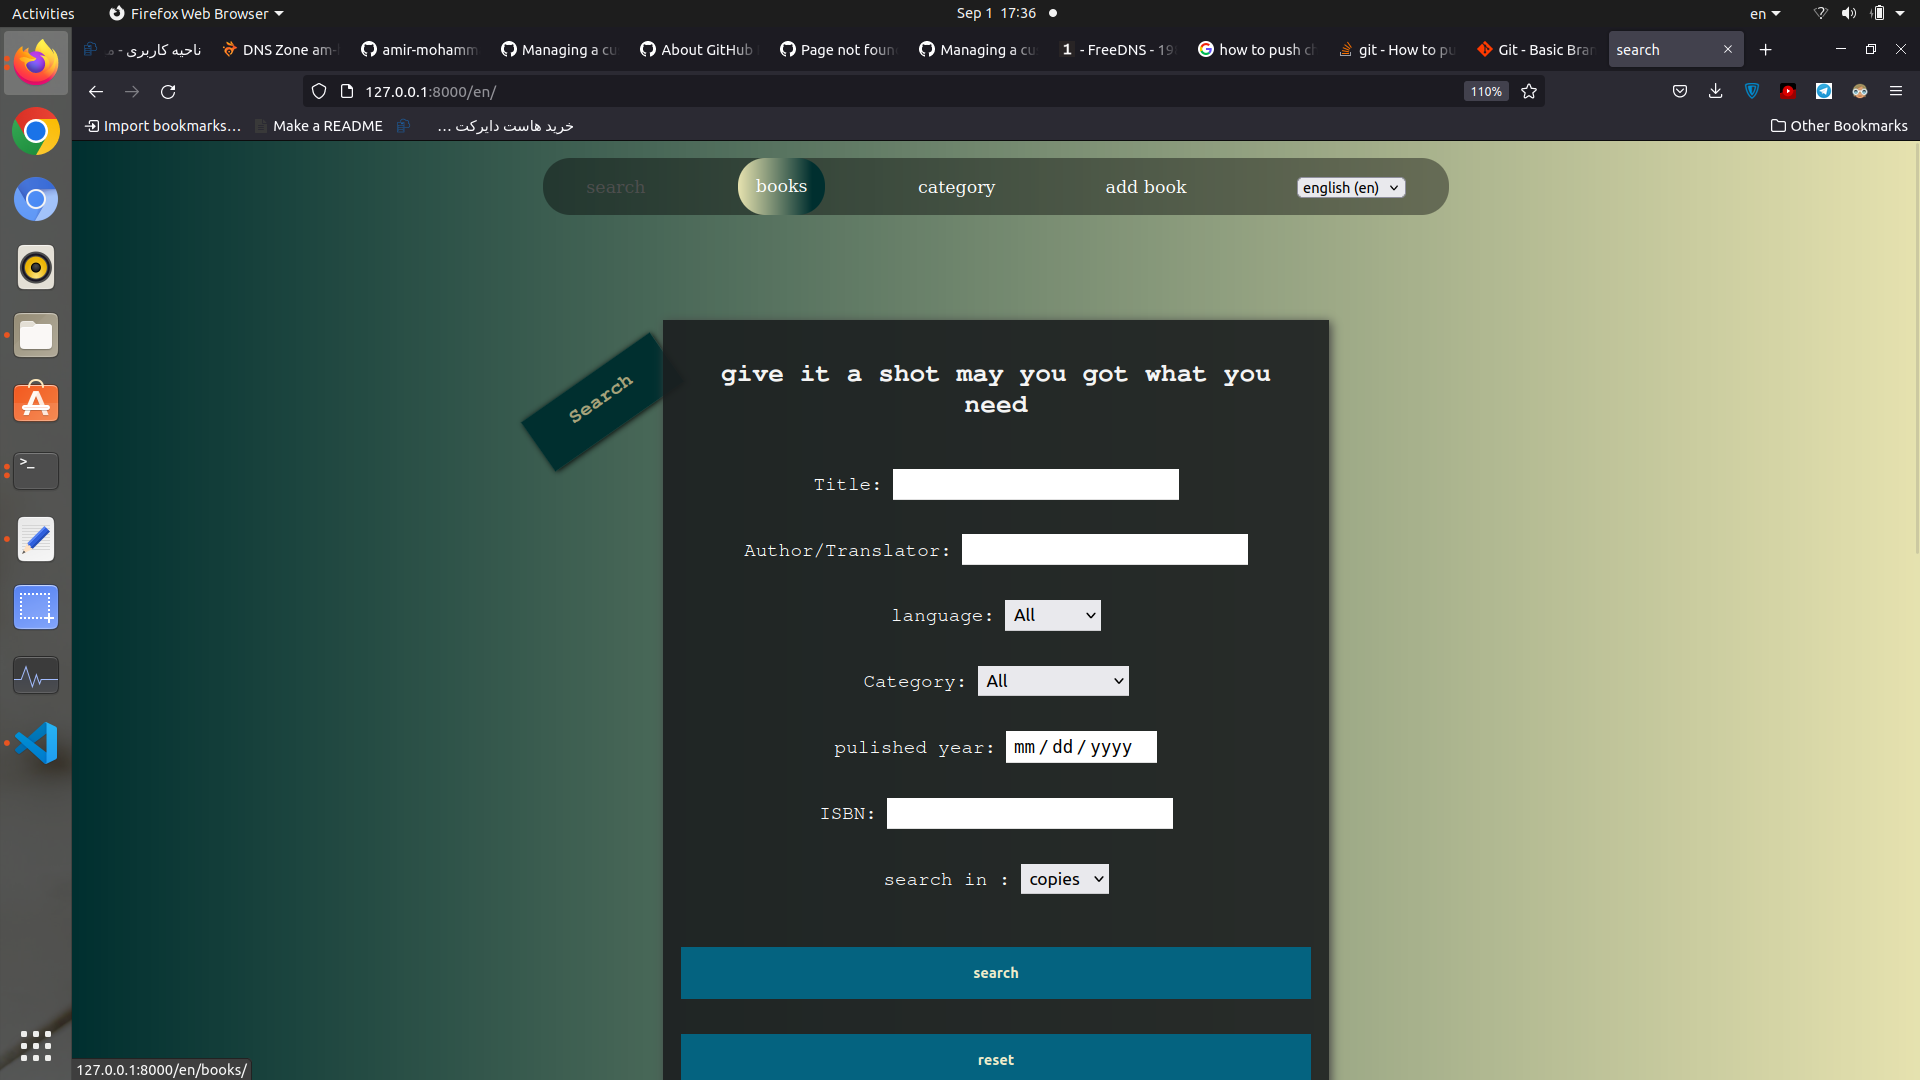 Activities
Firefox Web Browser
Sep 1 17:36
en
ناحیه کاربری - م
DNS Zone am-
amir-mohamm
Managing a cu
About GitHub
Page not foun
Managing a cu
1 - FreeDNS - 19
how to push ch
git - How to pu
Git - Basic Bran
search
127.0.0.1:8000/en/
110%
Import bookmarks...
Make a README
خرید هاست دایرکت ...
Other Bookmarks
search
books
category
add book
english (en)
Search
give it a shot may you got what you
need
Title:
Author/Translator:
language: All
Category: All
pulished year: mm / dd / yyyy
ISBN:
search in : copies
search
reset
127.0.0.1:8000/en/books/